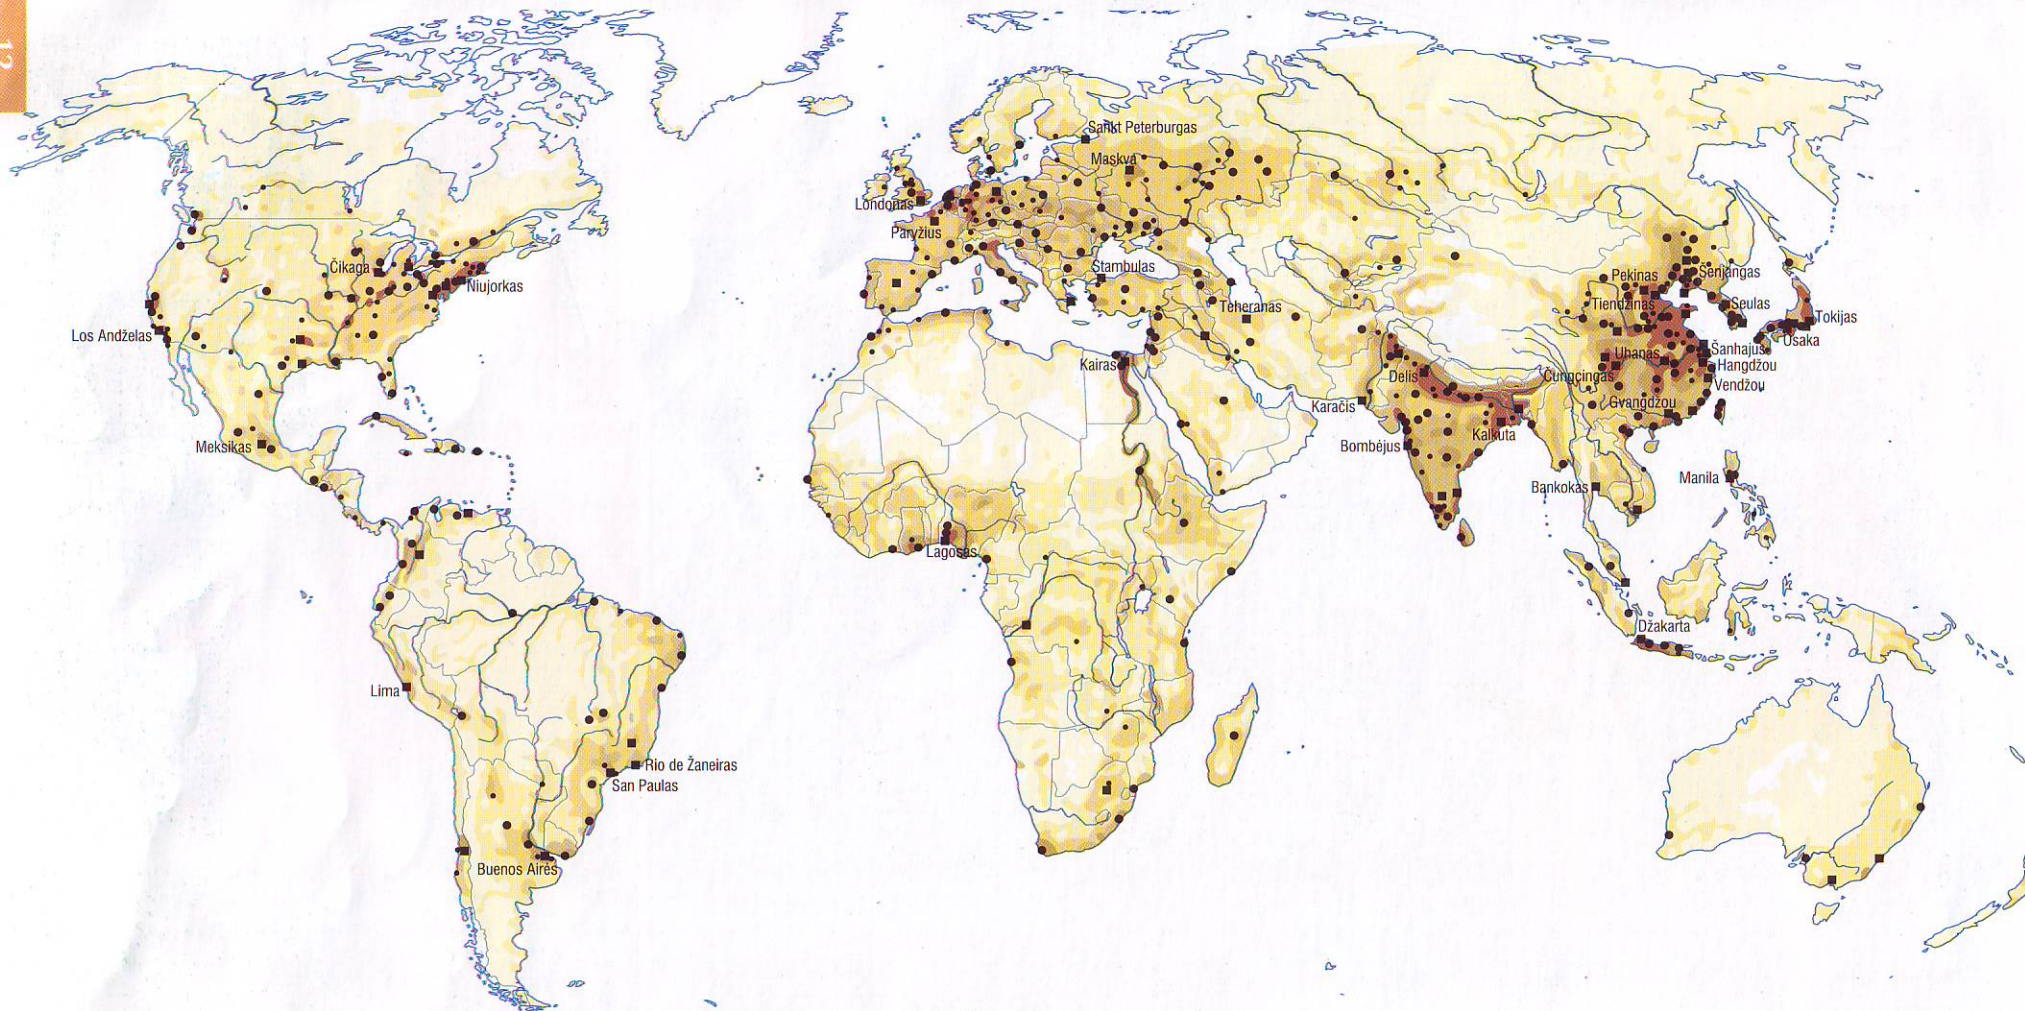 12
Sankt Peterburgas
Maskva
Londonas
Paryžius
Stambulas
Čikaga
Niujorkas
Los Andželas
Teheranas
Pekinas
Šenjangas
Tiendzinas
Seulas
Tokijas
Osaka
Kairas
Uhanas
Šanhajus
Hangdžou
Delis
Čungčingas
Vendžou
Karačis
Gvangdžou
Meksikas
Bombėjus
Kalkuta
Manila
Bankokas
Lagosas
Džakarta
Lima
Rio de Žaneiras
San Paulas
Buenos Airės